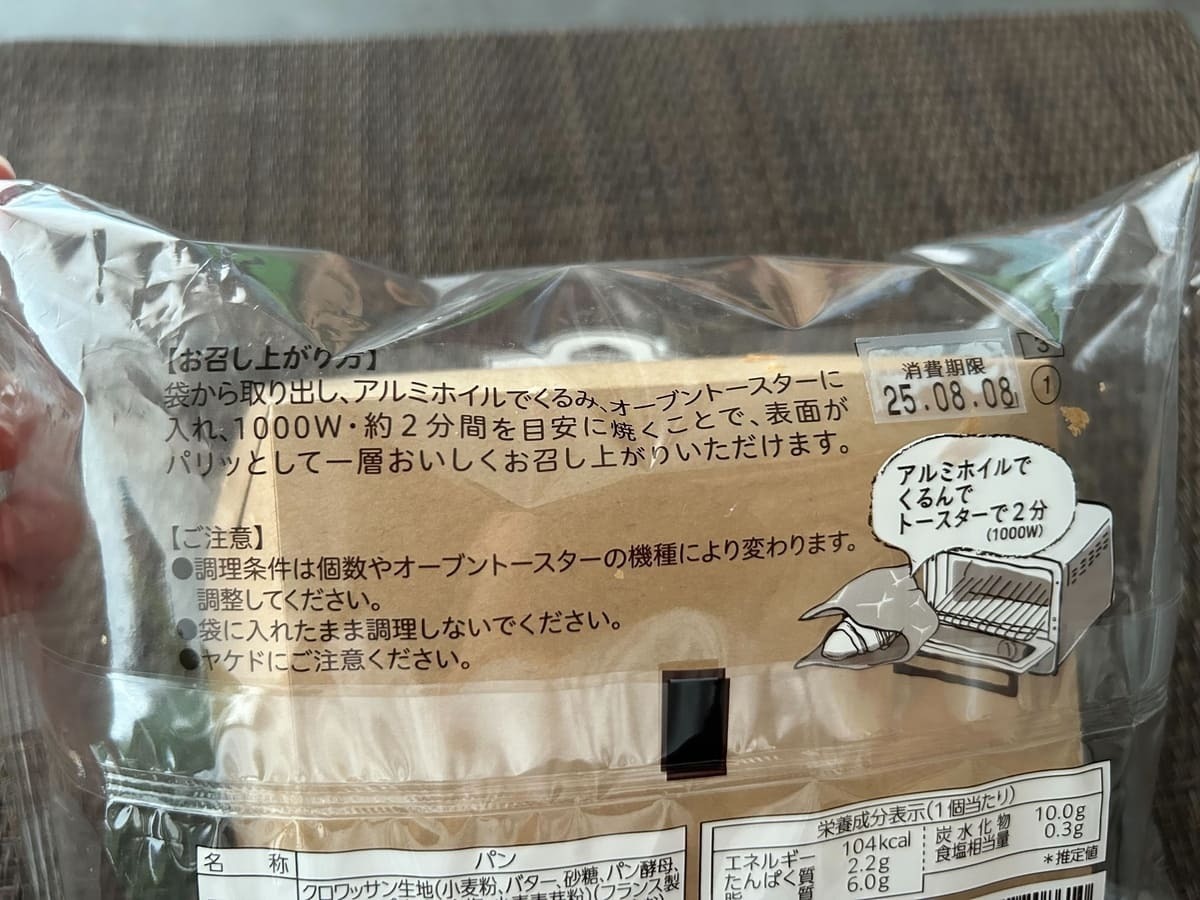 【お召し上がり方】
袋から取り出し、アルミホイルでくるみ、オーブントースターに
入れ、1000W・約2分間を目安に焼くことで、表面が
パリッとして一層おいしくお召し上がりいただけます。
消費期限
25.08.08
3
1
アルミホイルで
くるんで
トースターで2分
(1000W)
【ご注意】
●調理条件は個数やオーブントースターの機種により変わります。
調整してください。
●袋に入れたまま調理しないでください。
●ヤケドにご注意ください。
名 称 パン
クロワッサン生地(小麦粉、バター、砂糖、パン酵母、
栄養成分表示(1個当たり)
エネルギー 104kcal 炭水化物 10.0g
たんぱく質 2.2g 食塩相当量 0.3g
脂 質 6.0g *推定値